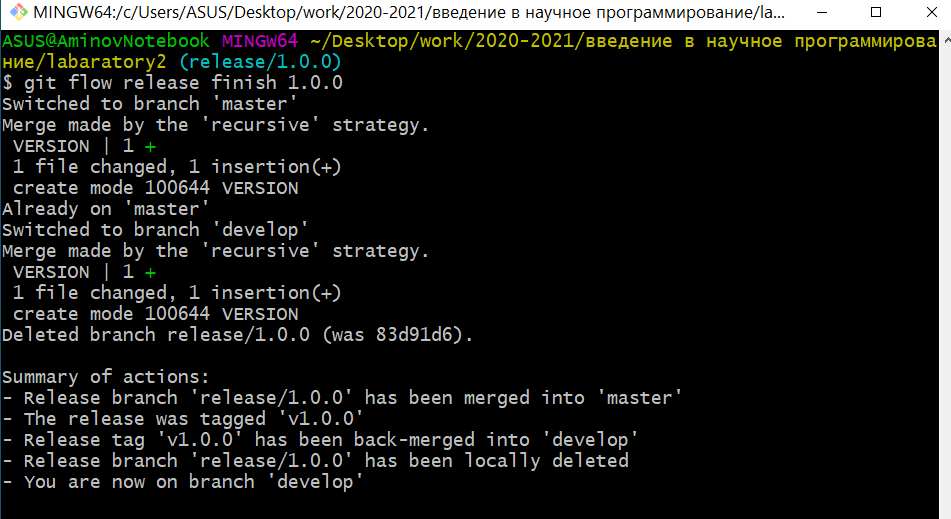 MINGW64:/c/Users/ASUS/Desktop/work/2020-2021/введение в научное программирование/la...
ASUS@AminovNotebook MINGW64 ~/Desktop/work/2020-2021/введение в научное программирова
ние/labaratory2 (release/1.0.0)
$ git flow release finish 1.0.0
Switched to branch 'master'
Merge made by the 'recursive' strategy.
 VERSION | 1 +
 1 file changed, 1 insertion(+)
 create mode 100644 VERSION
Already on 'master'
Switched to branch 'develop'
Merge made by the 'recursive' strategy.
 VERSION | 1 +
 1 file changed, 1 insertion(+)
 create mode 100644 VERSION
Deleted branch release/1.0.0 (was 83d91d6).
Summary of actions:
- Release branch 'release/1.0.0' has been merged into 'master'
- The release was tagged 'v1.0.0'
- Release tag 'v1.0.0' has been back-merged into 'develop'
- Release branch 'release/1.0.0' has been locally deleted
- You are now on branch 'develop'